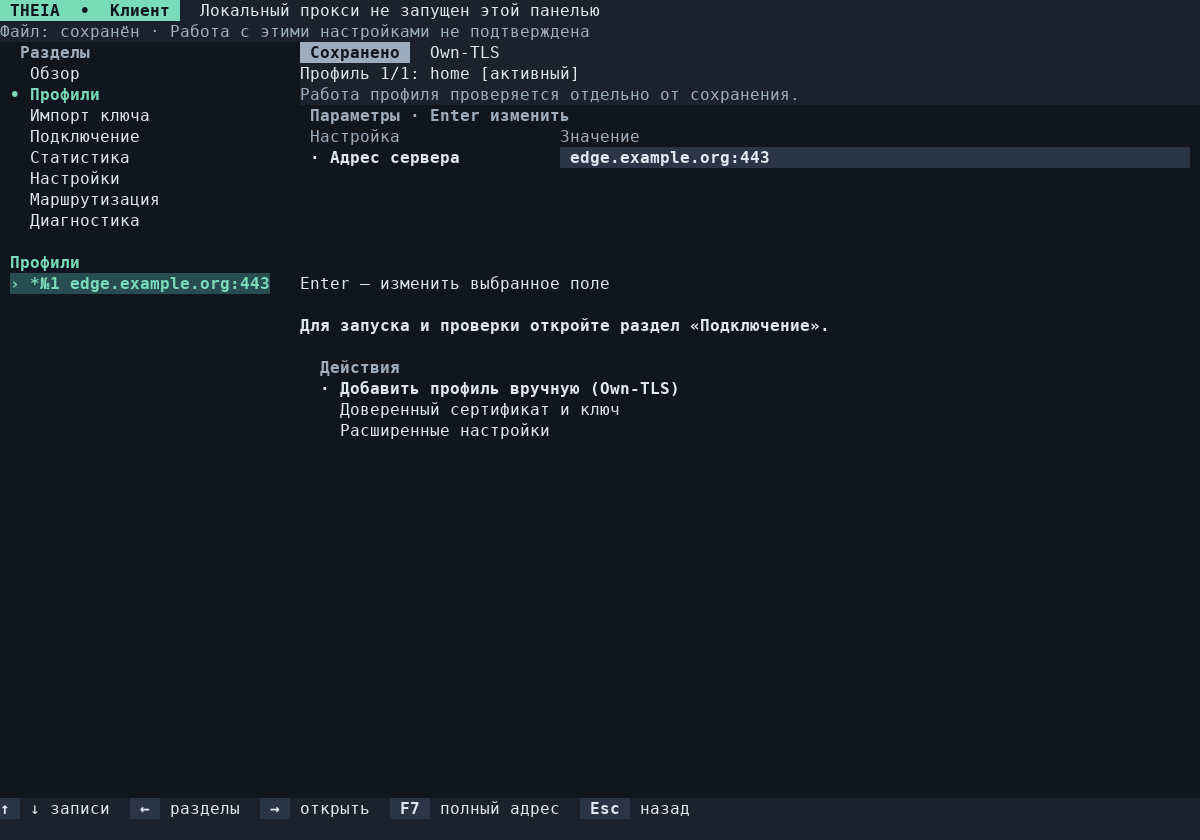 THEIA • Клиент Локальный прокси не запущен этой панелью
Файл: сохранён · Работа с этими настройками не подтверждена
Разделы
Обзор
• Профили
Импорт ключа
Подключение
Статистика
Настройки
Маршрутизация
Диагностика
Профили
› *№1 edge.example.org:443
Сохранено Own-TLS
Профиль 1/1: home [активный]
Работа профиля проверяется отдельно от сохранения.
Параметры · Enter изменить
Настройка Значение
· Адрес сервера edge.example.org:443
Enter — изменить выбранное поле
Для запуска и проверки откройте раздел «Подключение».
Действия
· Добавить профиль вручную (Own-TLS)
Доверенный сертификат и ключ
Расширенные настройки
↑ ↓ записи ← разделы → открыть F7 полный адрес Esc назад